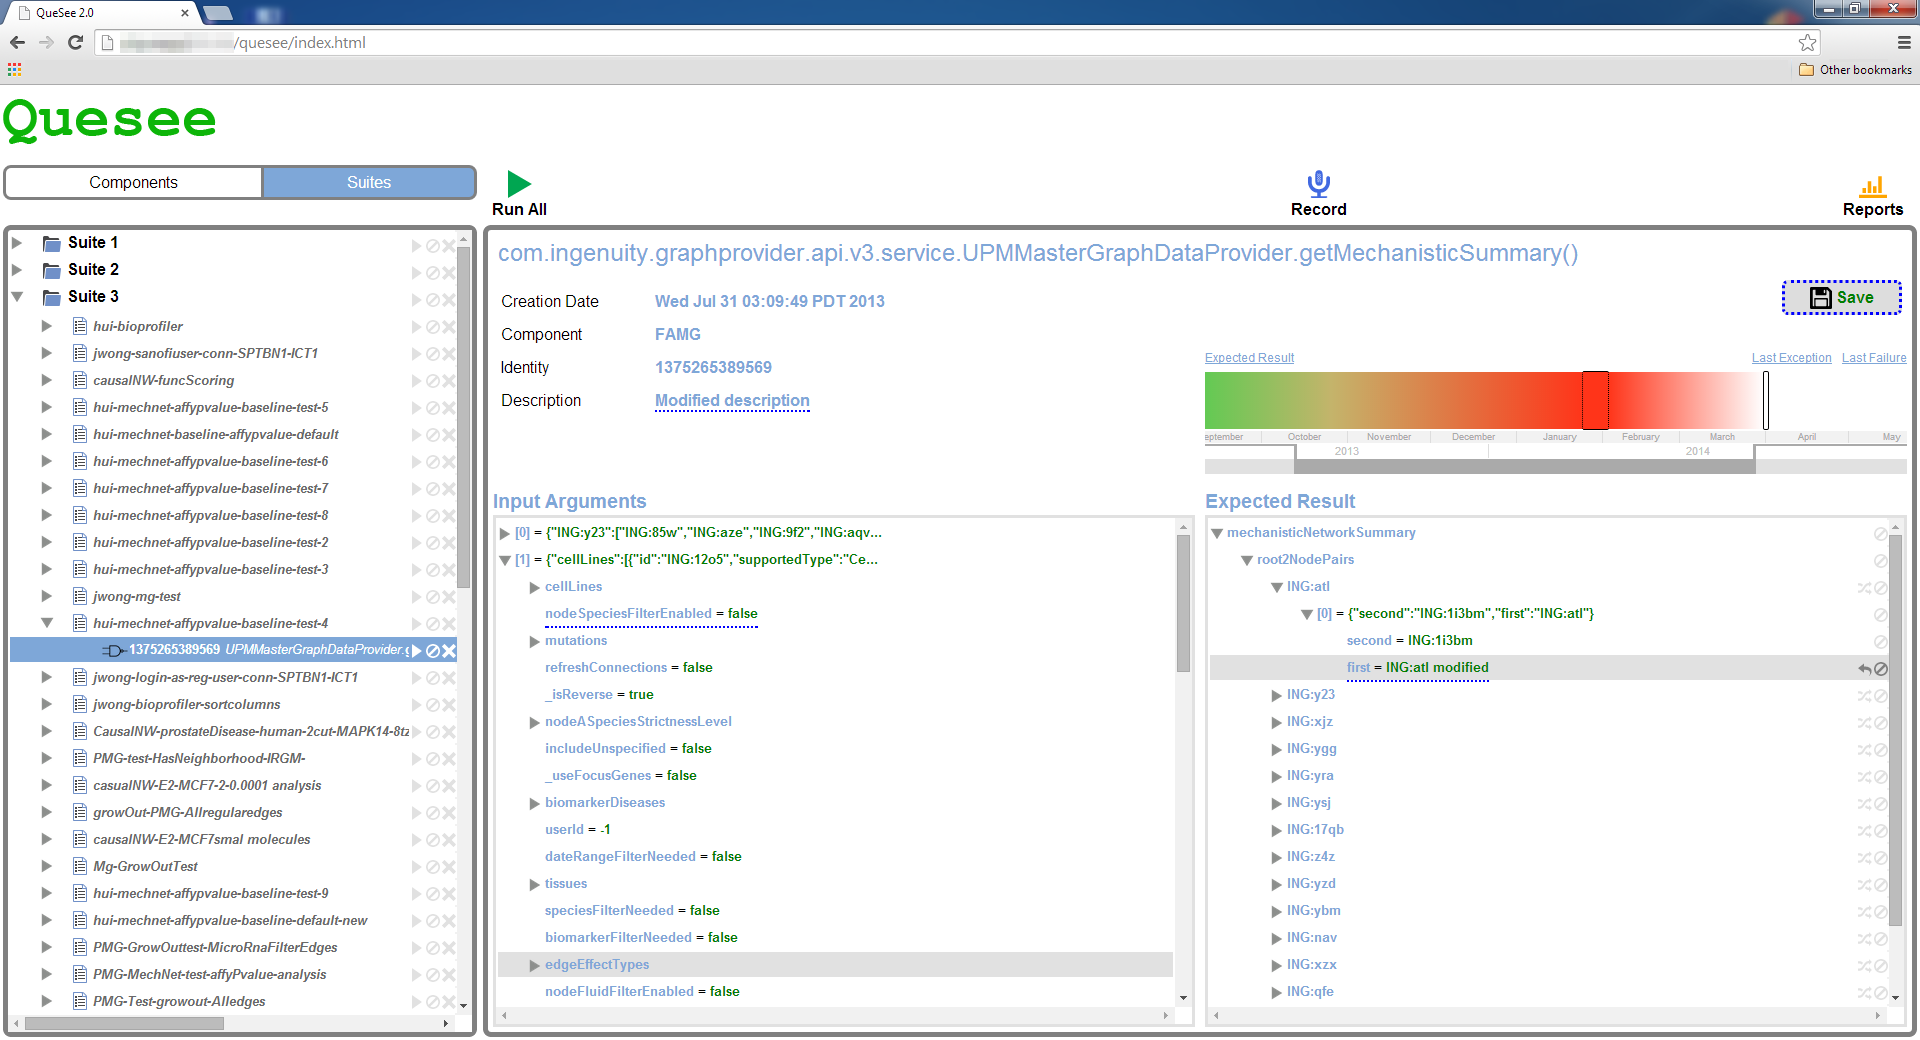 QueSee 2.0
/quesee/index.html
Other bookmarks
Quesee
Components
Suites
Run All
Record
Reports
Suite 1
Suite 2
Suite 3
hui-bioprofiler
jwong-sanofiuser-conn-SPTBN1-ICT1
causalNW-funcScoring
hui-mechnet-affypvalue-baseline-test-5
hui-mechnet-baseline-affypvalue-default
hui-mechnet-affypvalue-baseline-test-6
hui-mechnet-affypvalue-baseline-test-7
hui-mechnet-affypvalue-baseline-test-8
hui-mechnet-affypvalue-baseline-test-2
hui-mechnet-affypvalue-baseline-test-3
jwong-mg-test
hui-mechnet-affypvalue-baseline-test-4
1375265389569 UPMMasterGraphDataProvider.g
jwong-login-as-reg-user-conn-SPTBN1-ICT1
jwong-bioprofiler-sortcolumns
CausalNW-prostateDisease-human-2cut-MAPK14-8tz
PMG-test-HasNeighborhood-IRGM-
casualNW-E2-MCF7-2-0.0001 analysis
growOut-PMG-Allregularedges
causalNW-E2-MCF7smal molecules
Mg-GrowOutTest
hui-mechnet-affypvalue-baseline-test-9
hui-mechnet-affypvalue-baseline-default-new
PMG-GrowOuttest-MicroRnaFilterEdges
PMG-MechNet-test-affyPvalue-analysis
PMG-Test-growout-Alledges
com.ingenuity.graphprovider.api.v3.service.UPMMasterGraphDataProvider.getMechanisticSummary()
Creation Date Wed Jul 31 03:09:49 PDT 2013
Component FAMG
Identity 1375265389569
Description Modified description
Save
Expected Result Last Exception Last Failure
eptember October November December January February March April May
2013 2014
Input Arguments
[0] = {"ING:y23":["ING:85w","ING:aze","ING:9f2","ING:aqv...
[1] = {"cellLines":[{"id":"ING:12o5","supportedType":"Ce...
cellLines
nodeSpeciesFilterEnabled = false
mutations
refreshConnections = false
_isReverse = true
nodeASpeciesStrictnessLevel
includeUnspecified = false
_useFocusGenes = false
biomarkerDiseases
userId = -1
dateRangeFilterNeeded = false
tissues
speciesFilterNeeded = false
biomarkerFilterNeeded = false
edgeEffectTypes
nodeFluidFilterEnabled = false
Expected Result
mechanisticNetworkSummary
root2NodePairs
ING:atl
[0] = {"second":"ING:1i3bm","first":"ING:atl"}
second = ING:1i3bm
first = ING:atl modified
ING:y23
ING:xjz
ING:ygg
ING:yra
ING:ysj
ING:17qb
ING:z4z
ING:yzd
ING:ybm
ING:nav
ING:xzx
ING:qfe